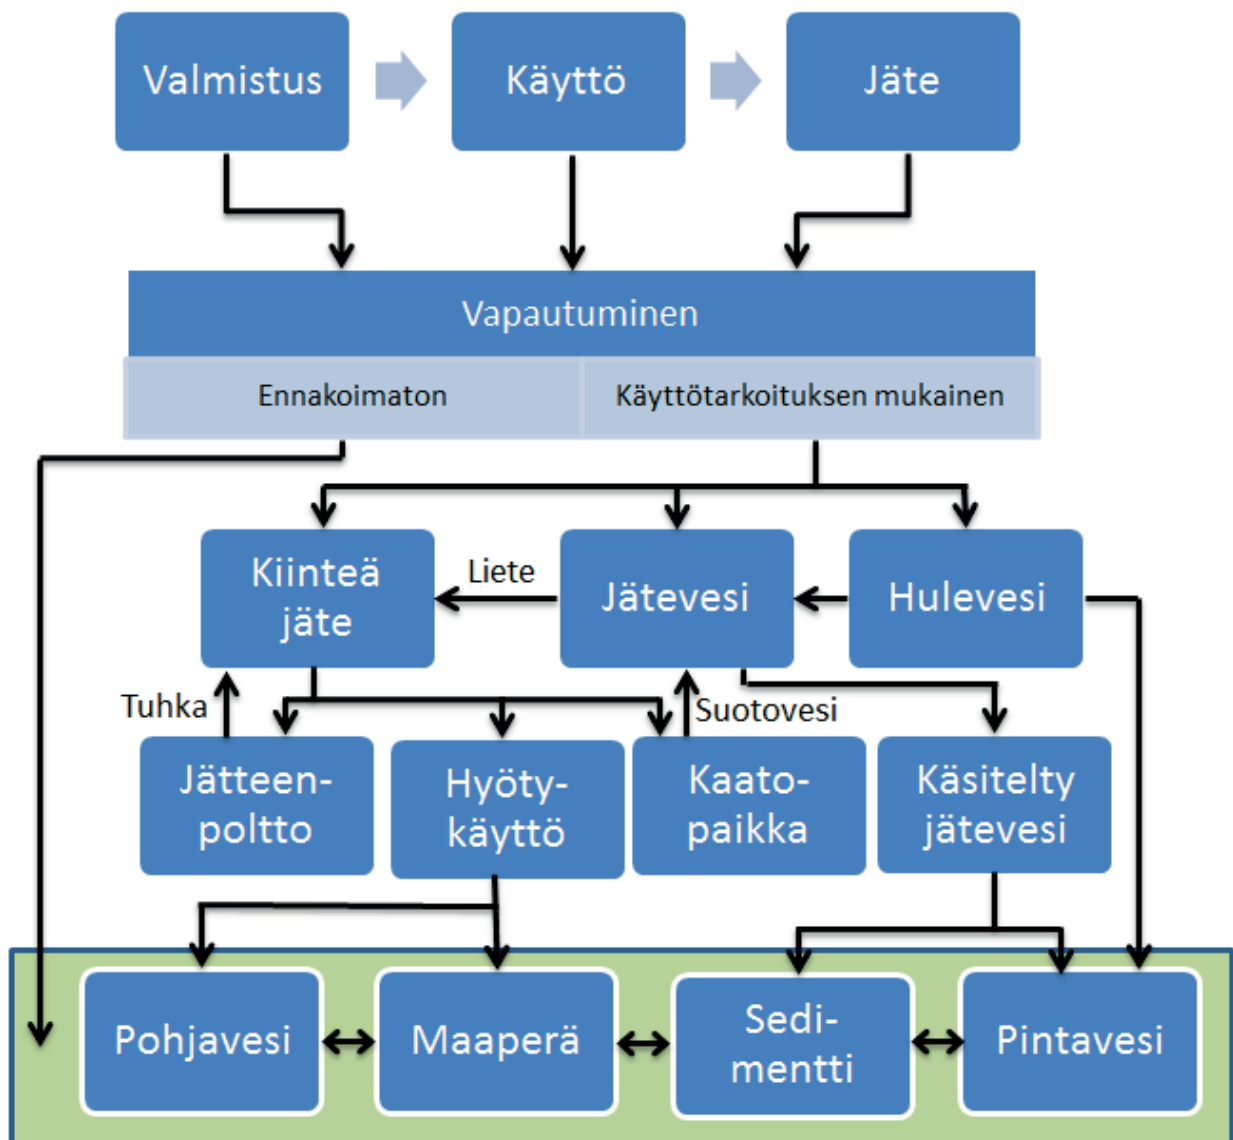 Valmistus
Käyttö
Jäte
Vapautuminen
Ennakoimaton
Käyttötarkoituksen mukainen
Kiinteä
jäte
Liete
Jätevesi
Hulevesi
Tuhka
Suotovesi
Jätteen-
poltto
Hyöty-
käyttö
Kaato-
paikka
Käsitelty
jätevesi
Pohjavesi
Maaperä
Sedi-
mentti
Pintavesi